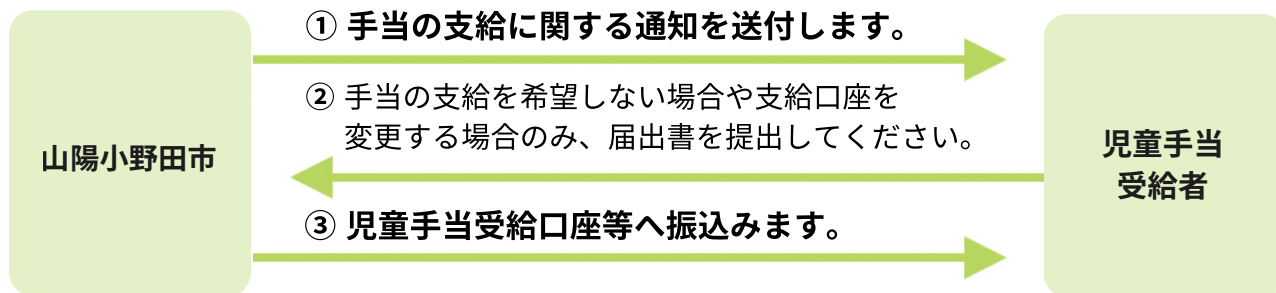 山陽小野田市
① 手当の支給に関する通知を送付します。
② 手当の支給を希望しない場合や支給口座を
変更する場合のみ、届出書を提出してください。
③ 児童手当受給口座等へ振込みます。
児童手当
受給者